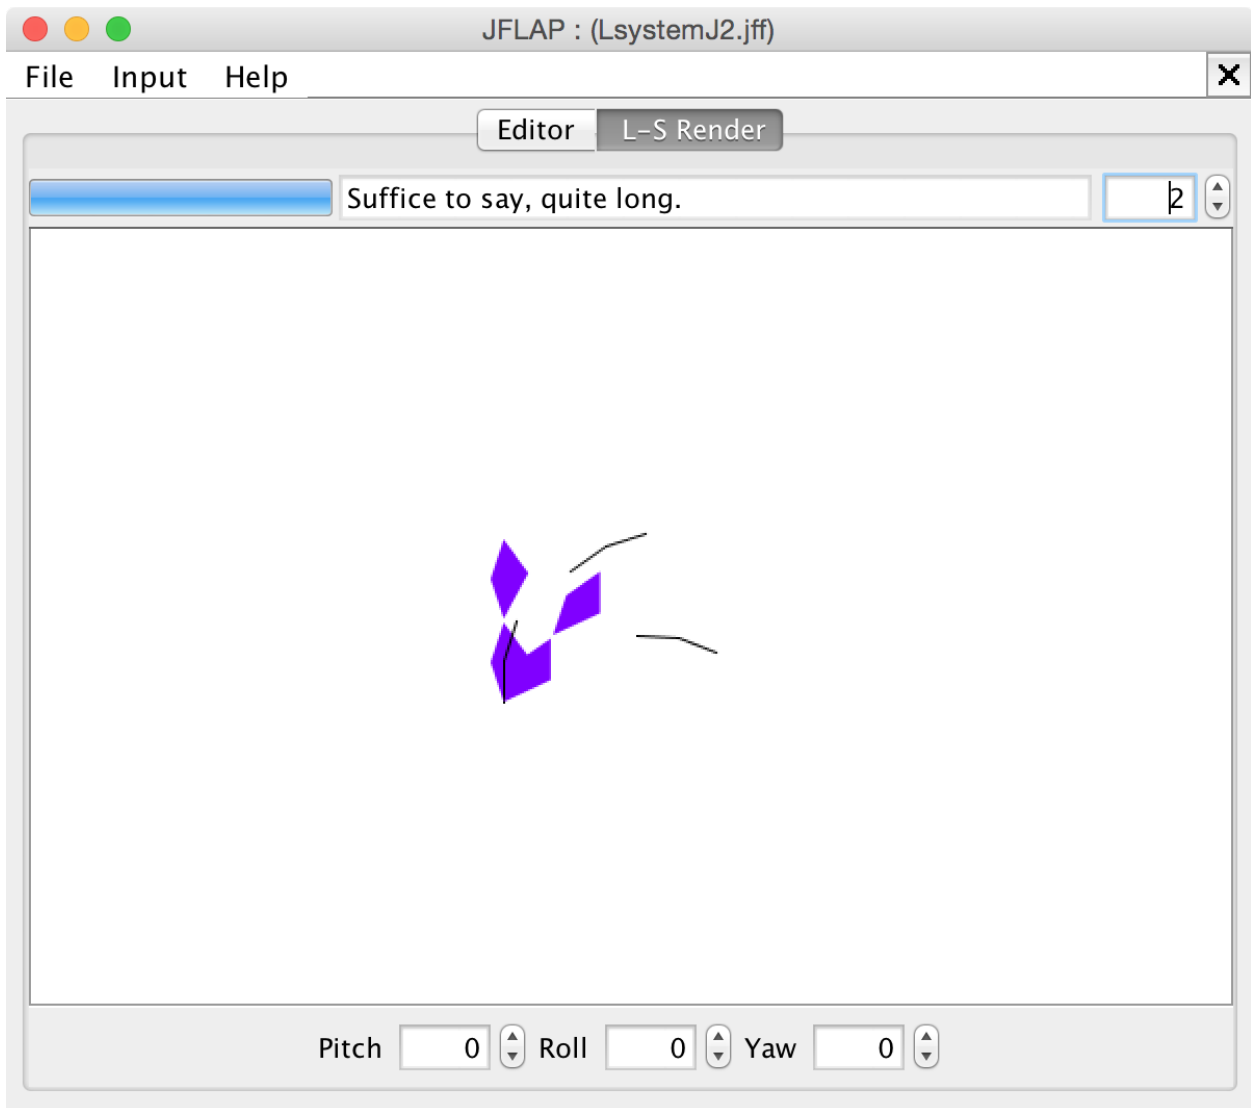 JFLAP : (LsystemJ2.jff)
File Input Help
Editor L-S Render
Suffice to say, quite long. 2
Pitch 0 Roll 0 Yaw 0